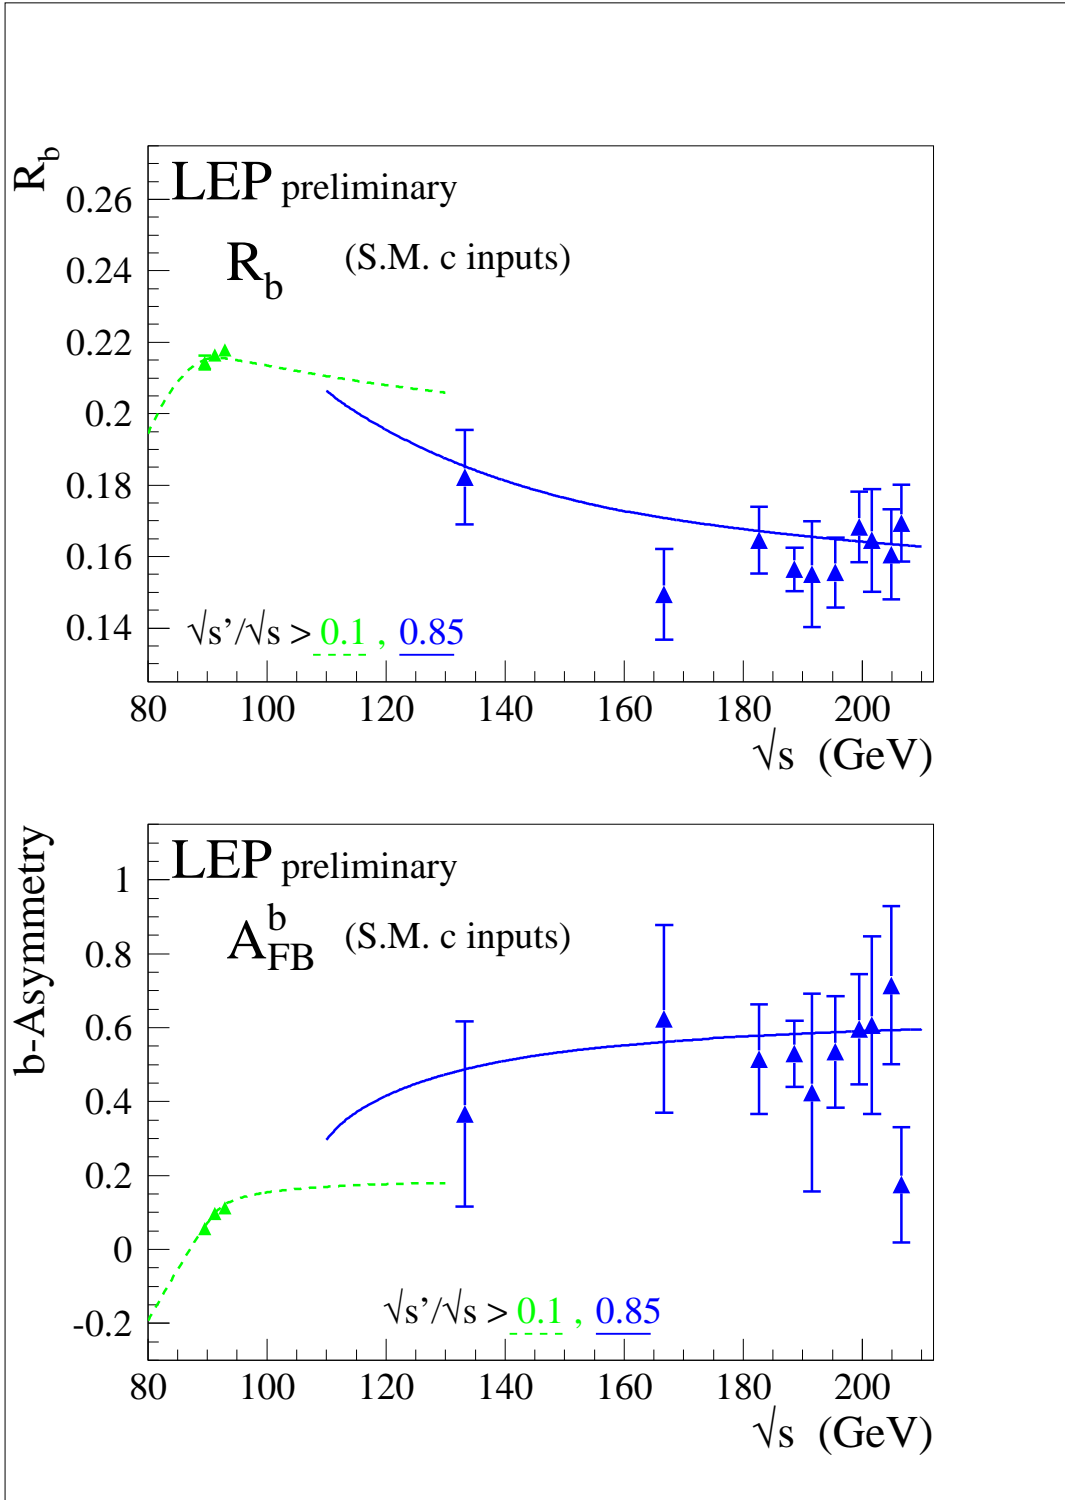 R_b
LEP preliminary
R_b (S.M. c inputs)
0.26
0.24
0.22
0.2
0.18
0.16
0.14
√s’/√s > 0.1 , 0.85
80 100 120 140 160 180 200
√s (GeV)
b-Asymmetry
LEP preliminary
A_FB^b (S.M. c inputs)
1
0.8
0.6
0.4
0.2
0
-0.2
√s’/√s > 0.1 , 0.85
80 100 120 140 160 180 200
√s (GeV)